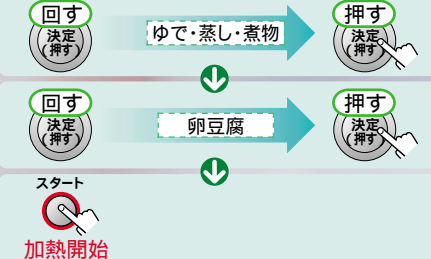 回す
決定
(押す)
ゆで・蒸し・煮物
押す
決定
(押す)
回す
決定
(押す)
卵豆腐
押す
決定
(押す)
スタート
加熱開始